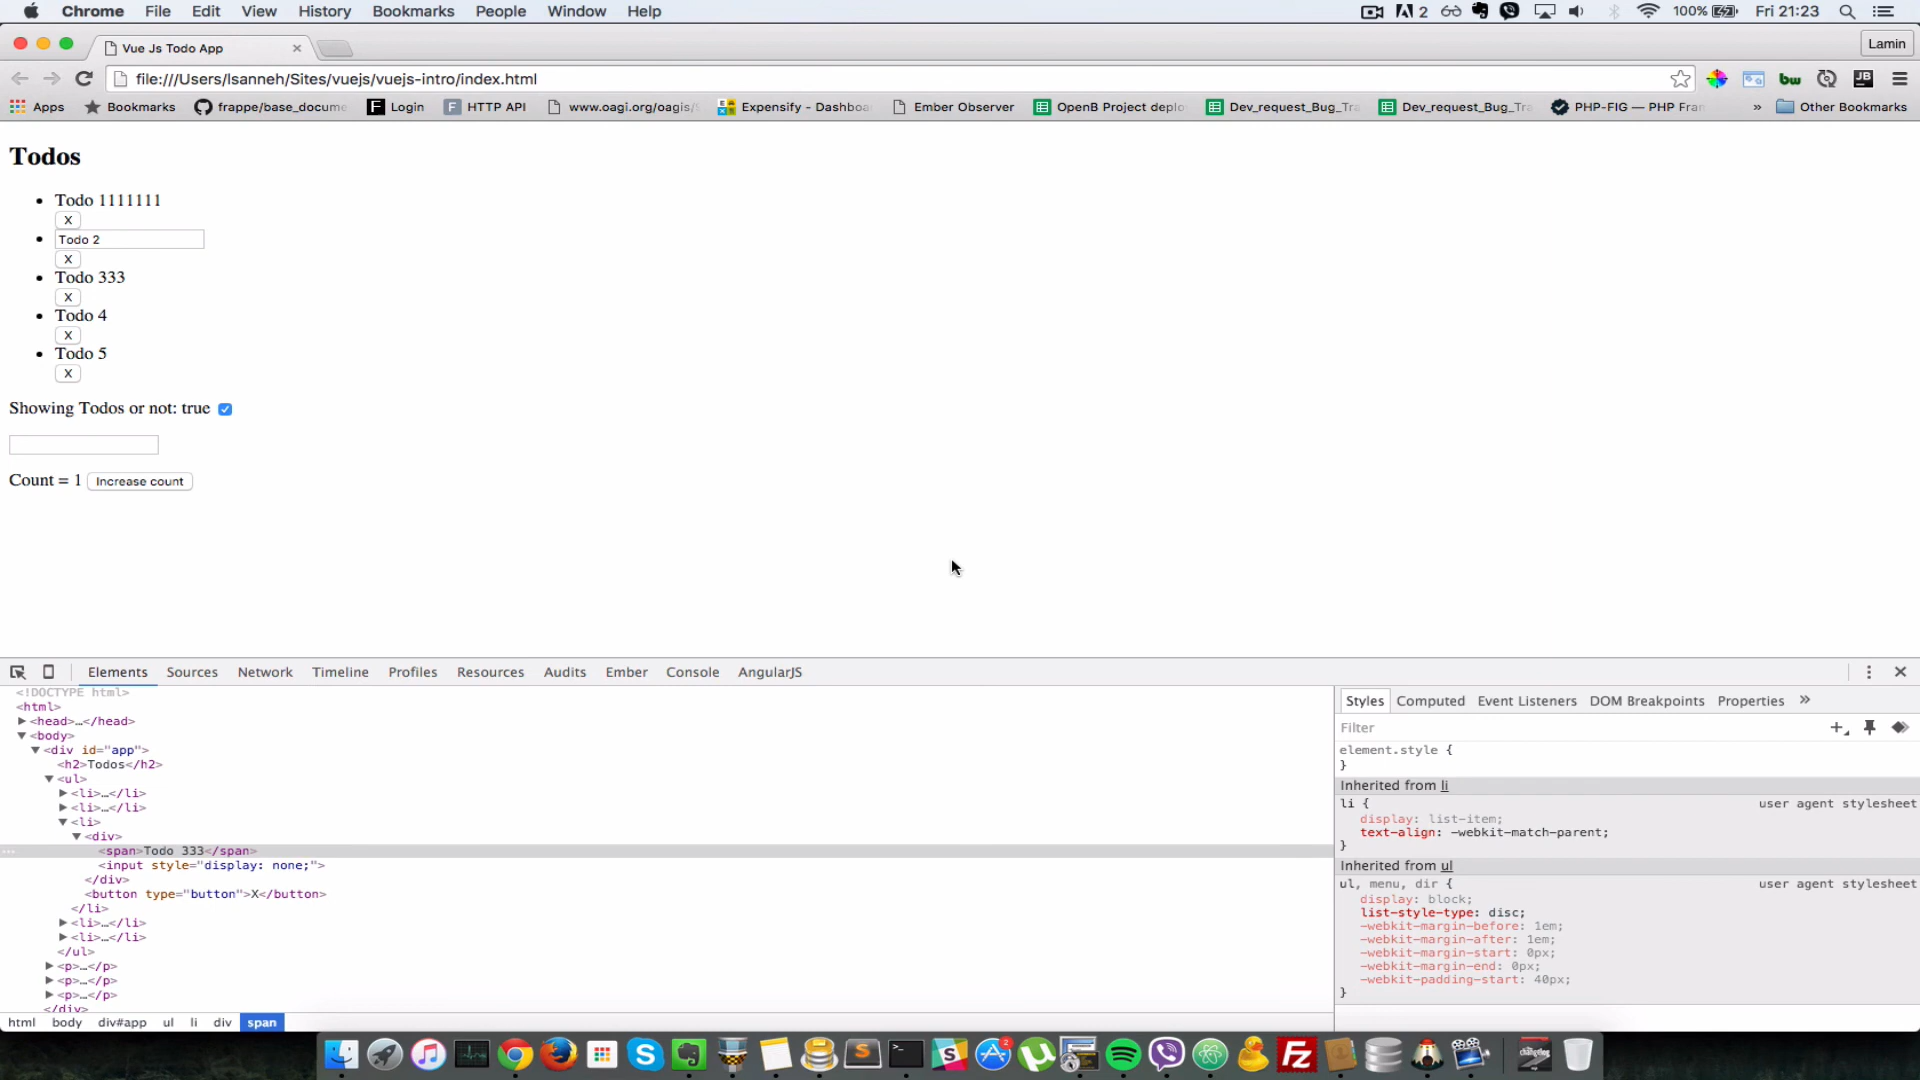 Chrome File Edit View History Bookmarks People Window Help 2 100% Fri 21:23
Vue Js Todo App Lamin
file:///Users/lsanneh/Sites/vuejs/vuejs-intro/index.html
Apps Bookmarks frappe/base_docume Login HTTP API www.oagi.org/oagis/ Expensify - Dashboa Ember Observer OpenB Project deplo Dev_request_Bug_Tra Dev_request_Bug_Tra PHP-FIG — PHP Fram » Other Bookmarks
Todos
Todo 1111111
X
Todo 2
X
Todo 333
X
Todo 4
X
Todo 5
X
Showing Todos or not: true
Count = 1 Increase count
Elements Sources Network Timeline Profiles Resources Audits Ember Console AngularJS
<!DOCTYPE html>
<html>
<head>…</head>
<body>
<div id="app">
<h2>Todos</h2>
<ul>
<li>…</li>
<li>…</li>
<li>
<div>
<span>Todo 333</span>
<input style="display: none;">
</div>
<button type="button">X</button>
</li>
<li>…</li>
<li>…</li>
</ul>
<p>…</p>
<p>…</p>
<p>…</p>
</div>
html body div#app ul li div span
Styles Computed Event Listeners DOM Breakpoints Properties »
Filter
element.style {
}
Inherited from li
li { user agent stylesheet
display: list-item;
text-align: -webkit-match-parent;
}
Inherited from ul
ul, menu, dir { user agent stylesheet
display: block;
list-style-type: disc;
-webkit-margin-before: 1em;
-webkit-margin-after: 1em;
-webkit-margin-start: 0px;
-webkit-margin-end: 0px;
-webkit-padding-start: 40px;
}